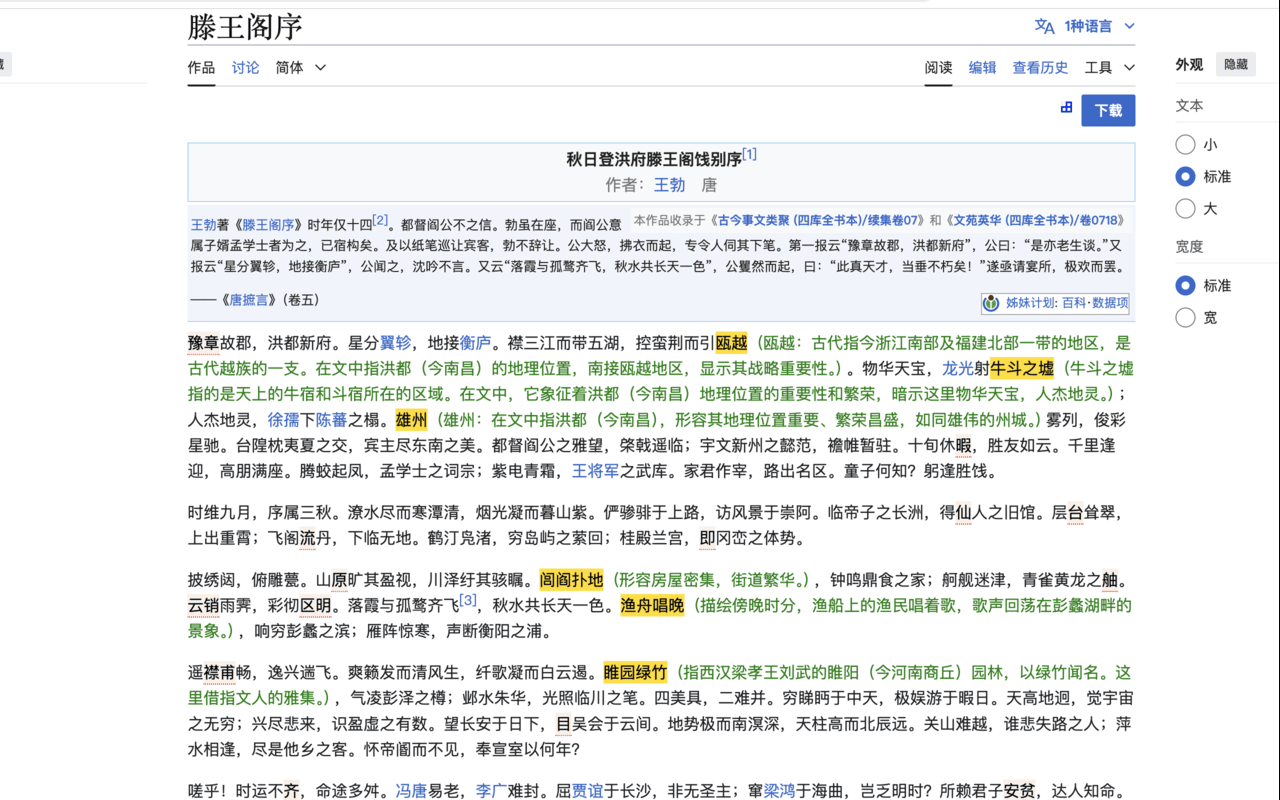 滕王阁序
1种语言
作品 讨论 简体
阅读 编辑 查看历史 工具
下载
秋日登洪府滕王阁饯别序[1]
作者：王勃 唐
本作品收录于《古今事文类聚 (四库全书本)/续集卷07》和《文苑英华 (四库全书本)/卷0718》
王勃著《滕王阁序》时年仅十四[2]。都督阎公不之信。勃虽在座，而阎公意
属子婿孟学士者为之，已宿构矣。及以纸笔巡让宾客，勃不辞让。公大怒，拂衣而起，专令人伺其下笔。第一报云“豫章故郡，洪都新府”，公曰：“是亦老生谈。”又
报云“星分翼轸，地接衡庐”，公闻之，沈吟不言。又云“落霞与孤鹜齐飞，秋水共长天一色”，公矍然而起，曰：“此真天才，当垂不朽矣！”遂亟请宴所，极欢而罢。
——《唐摭言》（卷五）
姊妹计划: 百科·数据项
豫章故郡，洪都新府。星分翼轸，地接衡庐。襟三江而带五湖，控蛮荆而引瓯越（瓯越：古代指今浙江南部及福建北部一带的地区，是
古代越族的一支。在文中指洪都（今南昌）的地理位置，南接瓯越地区，显示其战略重要性。）。物华天宝，龙光射牛斗之墟（牛斗之墟
指的是天上的牛宿和斗宿所在的区域。在文中，它象征着洪都（今南昌）地理位置的重要性和繁荣，暗示这里物华天宝，人杰地灵。）；
人杰地灵，徐孺下陈蕃之榻。雄州（雄州：在文中指洪都（今南昌），形容其地理位置重要、繁荣昌盛，如同雄伟的州城。）雾列，俊彩
星驰。台隍枕夷夏之交，宾主尽东南之美。都督阎公之雅望，棨戟遥临；宇文新州之懿范，襜帷暂驻。十旬休暇，胜友如云。千里逢
迎，高朋满座。腾蛟起凤，孟学士之词宗；紫电青霜，王将军之武库。家君作宰，路出名区。童子何知？躬逢胜饯。
时维九月，序属三秋。潦水尽而寒潭清，烟光凝而暮山紫。俨骖騑于上路，访风景于崇阿。临帝子之长洲，得仙人之旧馆。层台耸翠，
上出重霄；飞阁流丹，下临无地。鹤汀凫渚，穷岛屿之萦回；桂殿兰宫，即冈峦之体势。
披绣闼，俯雕甍。山原旷其盈视，川泽纡其骇瞩。闾阎扑地（形容房屋密集，街道繁华。），钟鸣鼎食之家；舸舰迷津，青雀黄龙之舳。
云销雨霁，彩彻区明。落霞与孤鹜齐飞[3]，秋水共长天一色。渔舟唱晚（描绘傍晚时分，渔船上的渔民唱着歌，歌声回荡在彭蠡湖畔的
景象。），响穷彭蠡之滨；雁阵惊寒，声断衡阳之浦。
遥襟甫畅，逸兴遄飞。爽籁发而清风生，纤歌凝而白云遏。睢园绿竹（指西汉梁孝王刘武的睢阳（今河南商丘）园林，以绿竹闻名。这
里借指文人的雅集。），气凌彭泽之樽；邺水朱华，光照临川之笔。四美具，二难并。穷睇眄于中天，极娱游于暇日。天高地迥，觉宇宙
之无穷；兴尽悲来，识盈虚之有数。望长安于日下，目吴会于云间。地势极而南溟深，天柱高而北辰远。关山难越，谁悲失路之人；萍
水相逢，尽是他乡之客。怀帝阍而不见，奉宣室以何年？
嗟乎！时运不齐，命途多舛。冯唐易老，李广难封。屈贾谊于长沙，非无圣主；窜梁鸿于海曲，岂乏明时？所赖君子安贫，达人知命。
外观 隐藏
文本
小
标准
大
宽度
标准
宽